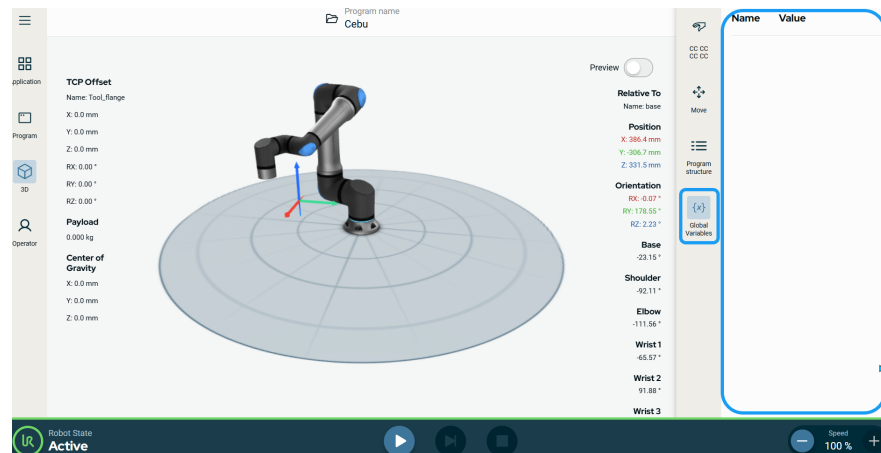 Program name
Cebu
Application
Program
3D
Operator
TCP Offset
Name: Tool_flange
X: 0.0 mm
Y: 0.0 mm
Z: 0.0 mm
RX: 0.00 °
RY: 0.00 °
RZ: 0.00 °
Payload
0.000 kg
Center of
Gravity
X: 0.0 mm
Y: 0.0 mm
Z: 0.0 mm
Preview
Relative To
Name: base
Position
X: 386.4 mm
Y: -306.7 mm
Z: 331.5 mm
Orientation
RX: -0.07 °
RY: 178.55 °
RZ: 2.23 °
Base
-23.15 °
Shoulder
-92.11 °
Elbow
-111.56 °
Wrist 1
-65.57 °
Wrist 2
91.88 °
Wrist 3
CC CC
CC CC
Move
Program
structure
{x}
Global
Variables
Name Value
Robot State
Active
Speed
100 %